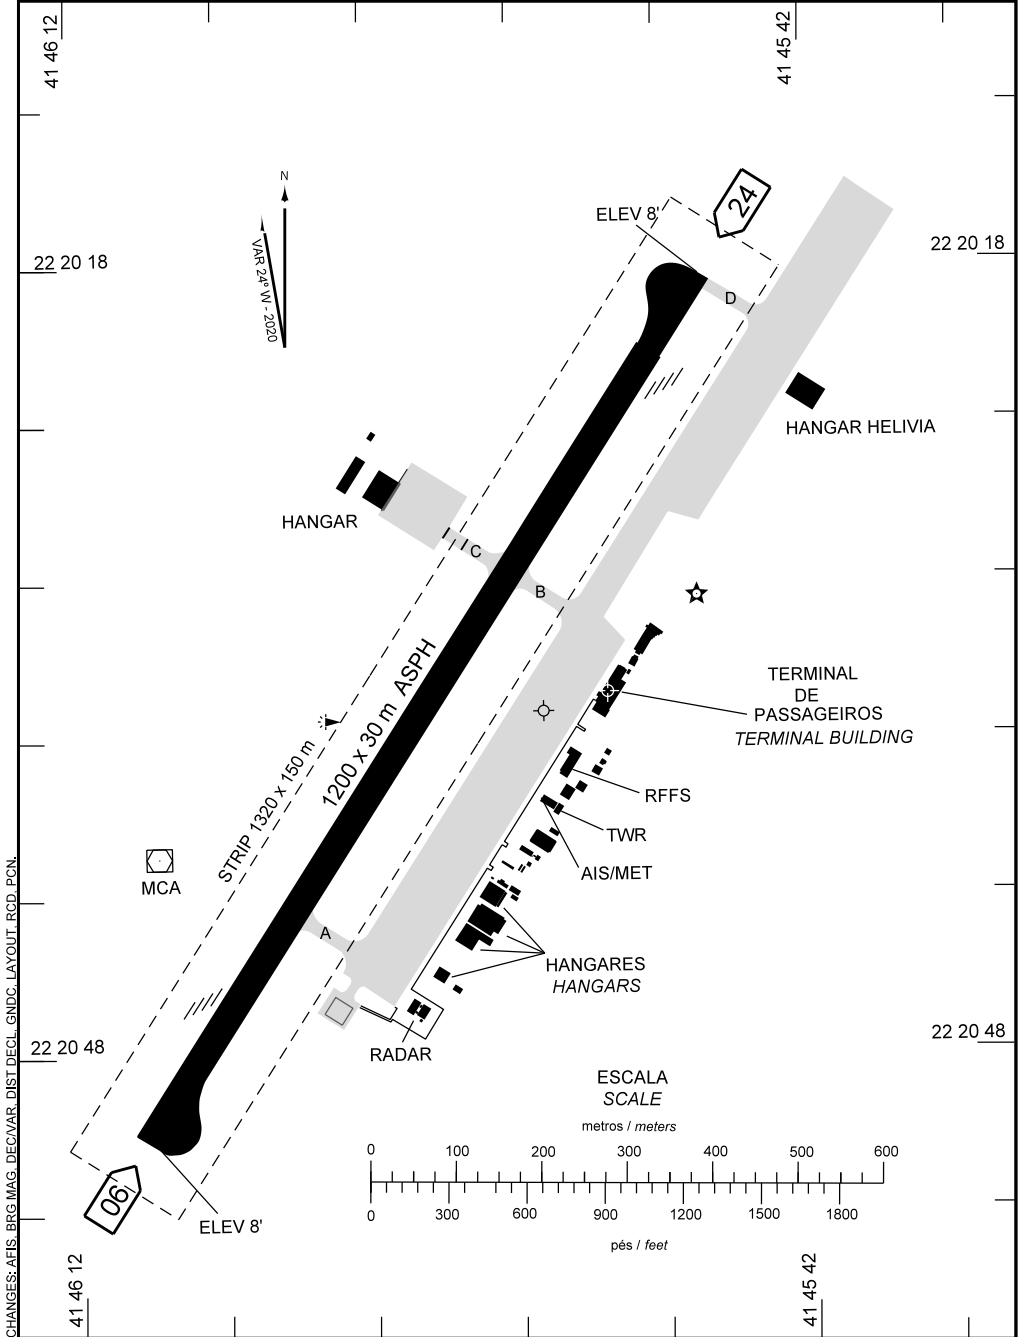 41 46 12
41 45 42
N
VAR 24° W - 2020
24
ELEV 8'
22 20 18
22 20 18
D
HANGAR HELIVIA
HANGAR
C
B
1200 x 30 m ASPH
STRIP 1320 x 150 m
TERMINAL
DE
PASSAGEIROS
TERMINAL BUILDING
RFFS
TWR
AIS/MET
MCA
A
HANGARES
HANGARS
RADAR
22 20 48
22 20 48
ESCALA
SCALE
metros / meters
0 100 200 300 400 500 600
0 300 600 900 1200 1500 1800
pés / feet
06
ELEV 8'
41 46 12
41 45 42
CHANGES: AFIS, BRG MAG, DEC/VAR, DIST DECL, GNDC, LAYOUT, RCD, PCN.